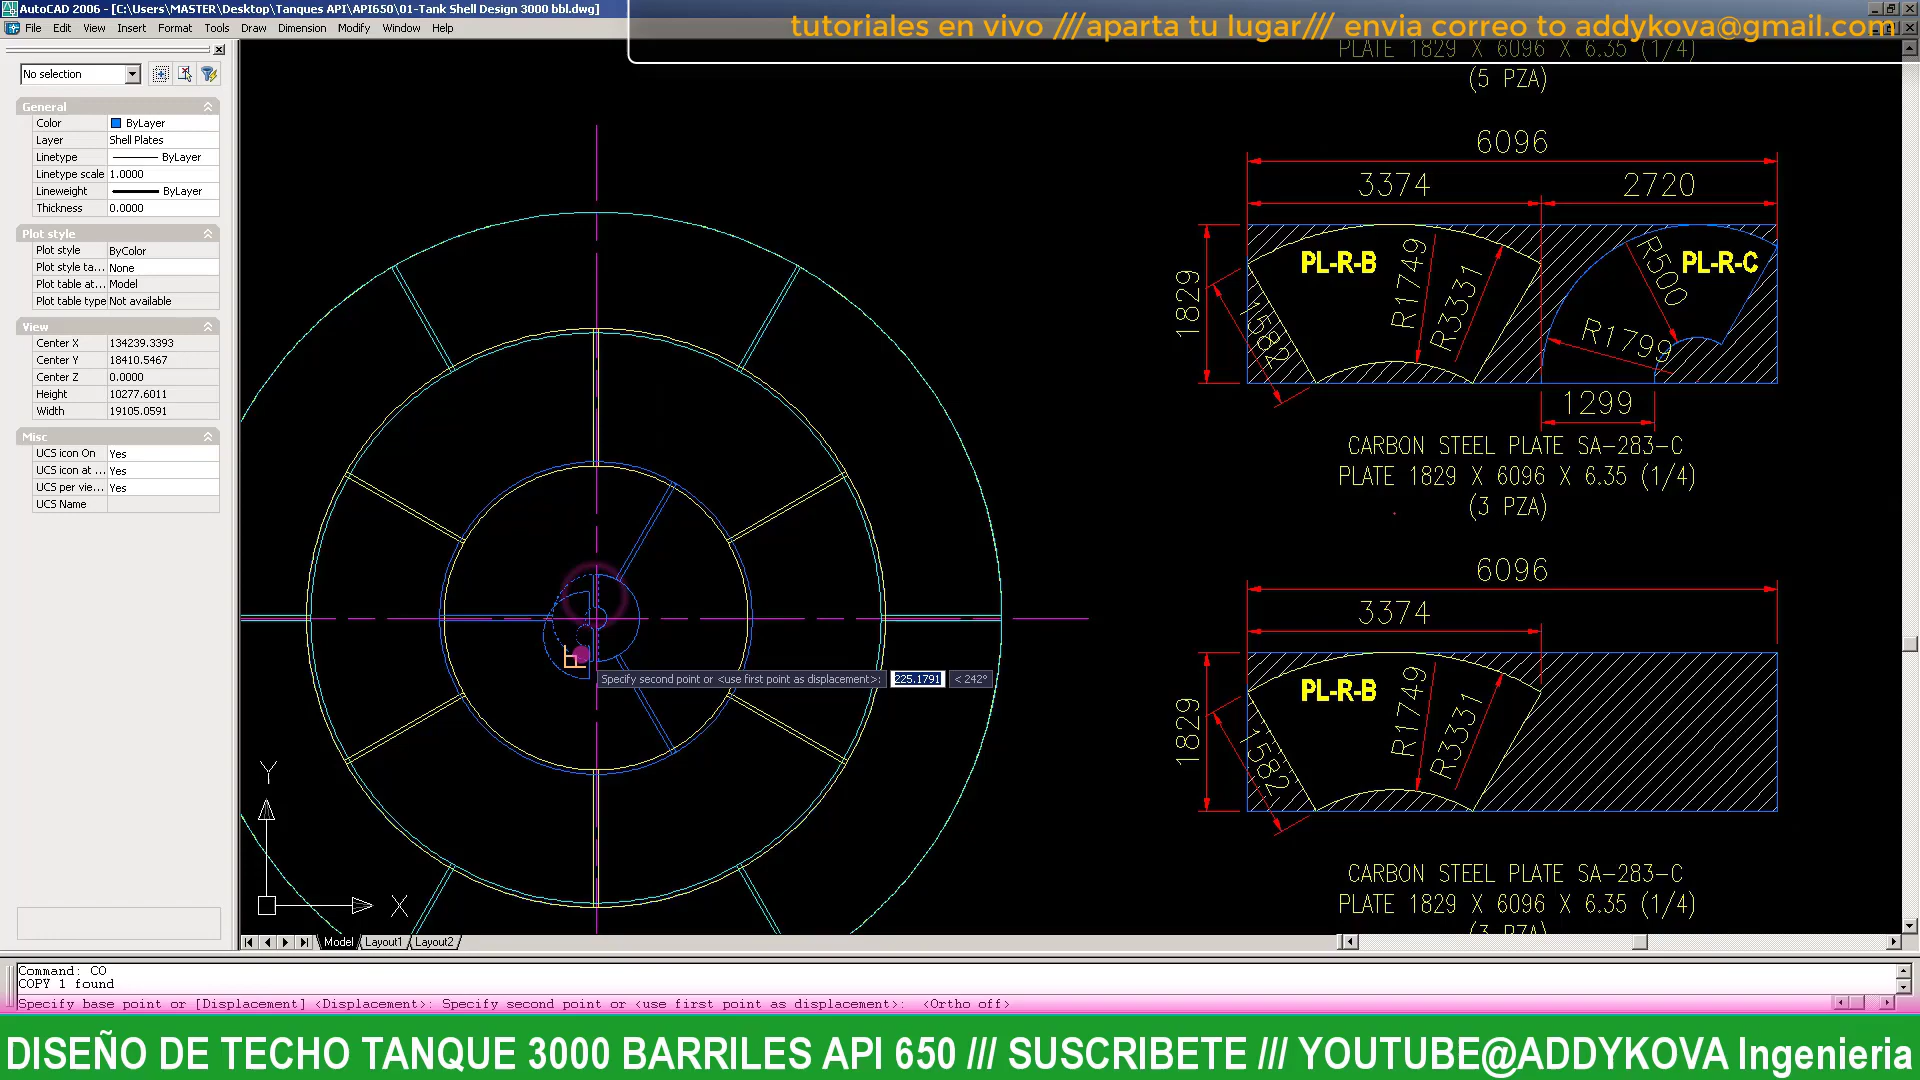 AutoCAD 2006 - [C:\Users\MASTER\Desktop\Tanques API\API650\01-Tank Shell Design 3000 bbl.dwg]
tutoriales en vivo ///aparta tu lugar/// envia correo to addykova@gmail.com
File Edit View Insert Format Tools Draw Dimension Modify Window Help
No selection
General
Color ByLayer
Layer Shell Plates
Linetype ByLayer
Linetype scale 1.0000
Lineweight ByLayer
Thickness 0.0000
Plot style
Plot style ByColor
Plot style ta... None
Plot table at... Model
Plot table type Not available
View
Center X 134239.3393
Center Y 18410.5467
Center Z 0.0000
Height 10277.6011
Width 19105.0591
Misc
UCS icon On Yes
UCS icon at ... Yes
UCS per vie... Yes
UCS Name
PLATE 1829 X 6096 X 6.35 (1/4)
(5 PZA)
6096
3374 2720
PL-R-B PL-R-C
1829 1582 R1749 R3331 R500 R1799
1299
CARBON STEEL PLATE SA-283-C
PLATE 1829 X 6096 X 6.35 (1/4)
(3 PZA)
6096
3374
PL-R-B
1829 1582 R1749 R3331
CARBON STEEL PLATE SA-283-C
PLATE 1829 X 6096 X 6.35 (1/4)
(3 PZA)
Specify second point or <use first point as displacement>: 225.1791 < 242°
Y
X
Model Layout1 Layout2
Command: CO
COPY 1 found
Specify base point or [Displacement] <Displacement>: Specify second point or <use first point as displacement>: <Ortho off>
DISEÑO DE TECHO TANQUE 3000 BARRILES API 650 /// SUSCRIBETE /// YOUTUBE@ADDYKOVA Ingenieria